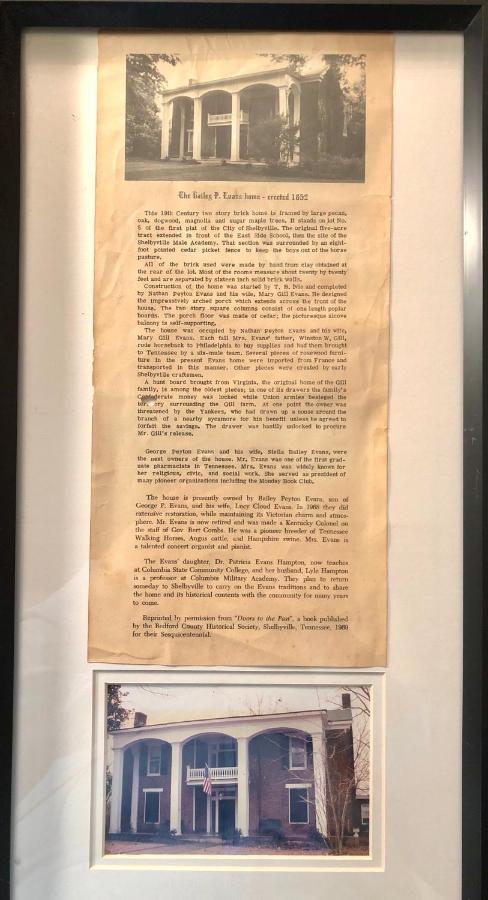 The Bailey P. Evans home - erected 1852
This 19th Century two story brick home is framed by large pecan,
oak, dogwood, magnolia and sugar maple trees. It stands on lot No.
5 of the first plat of the City of Shelbyville. The original five-acre
tract extended in front of the East Side School, then the site of the
Shelbyville Male Academy. That section was surrounded by an eight-
foot pointed cedar picket fence to keep the boys out of the horse
pasture.
All of the brick used were made by hand from clay obtained at
the rear of the lot. Most of the rooms measure about twenty by twenty
feet and are separated by sixteen inch solid brick walls.
Construction of the home was started by T. B. Ivie and completed
by Nathan Peyton Evans and his wife, Mary Gill Evans. He designed
the impressively arched porch which extends across the front of the
house. The two story square columns consist of one length poplar
boards. The porch floor was made of cedar; the picturesque alcove
balcony is self-supporting.
The house was occupied by Nathan Peyton Evans and his wife,
Mary Gill Evans. Each fall Mrs. Evans' father, Winston W. Gill,
rode horseback to Philadelphia to buy supplies and had them brought
to Tennessee by a six-mule team. Several pieces of rosewood furni-
ture in the present Evans home were imported from France and
transported in this manner. Other pieces were created by early
Shelbyville craftsmen.
A hunt board brought from Virginia, the original home of the Gill
family, is among the oldest pieces; in one of its drawers the family's
Confederate money was locked while Union armies besieged the
surrounding the Gill farm. At one point the owner was
threatened by the Yankees, who had drawn up a noose around the
branch of a nearby sycamore for his benefit unless he agreed to
forfeit the savings. The drawer was hastily unlocked to procure
Mr. Gill's release.
George Peyton Evans and his wife, Stella Bailey Evans, were
the next owners of the house. Mr. Evans was one of the first grad-
uate pharmacists in Tennessee. Mrs. Evans was widely known for
her religious, civic, and social work. She served as president of
many pioneer organizations including the Monday Book Club.
The house is presently owned by Bailey Peyton Evans, son of
George P. Evans, and his wife, Lucy Cloud Evans. In 1968 they did
extensive restoration, while maintaining its Victorian charm and atmos-
phere. Mr. Evans is now retired and was made a Kentucky Colonel on
the staff of Gov. Bert Combs. He was a pioneer breeder of Tennessee
Walking Horses, Angus cattle, and Hampshire swine. Mrs. Evans is
a talented concert organist and pianist.
The Evans' daughter, Dr. Patricia Evans Hampton, now teaches
at Columbia State Community College, and her husband, Lyle Hampton
is a professor at Columbia Military Academy. They plan to return
someday to Shelbyville to carry on the Evans traditions and to share
the home and its historical contents with the community for many years
to come.
Reprinted by permission from "Doors to the Past", a book published
by the Bedford County Historical Society, Shelbyville, Tennessee, 1969
for their Sesquicentennial.